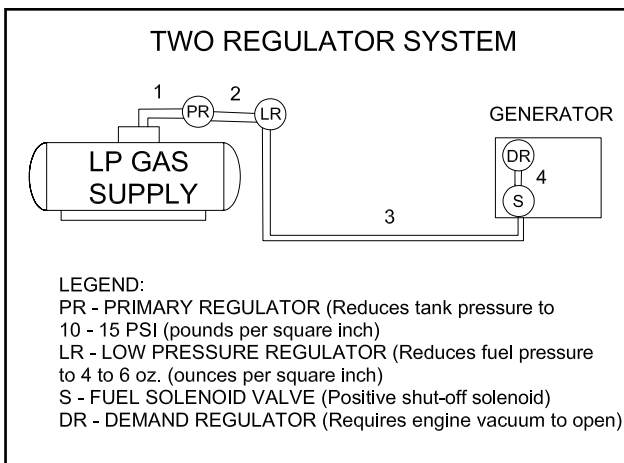 TWO REGULATOR SYSTEM
1
2
PR
LR
GENERATOR
LP GAS
SUPPLY
DR
4
S
3
LEGEND:
PR - PRIMARY REGULATOR (Reduces tank pressure to
10 - 15 PSI (pounds per square inch)
LR - LOW PRESSURE REGULATOR (Reduces fuel pressure
to 4 to 6 oz. (ounces per square inch)
S - FUEL SOLENOID VALVE (Positive shut-off solenoid)
DR - DEMAND REGULATOR (Requires engine vacuum to open)